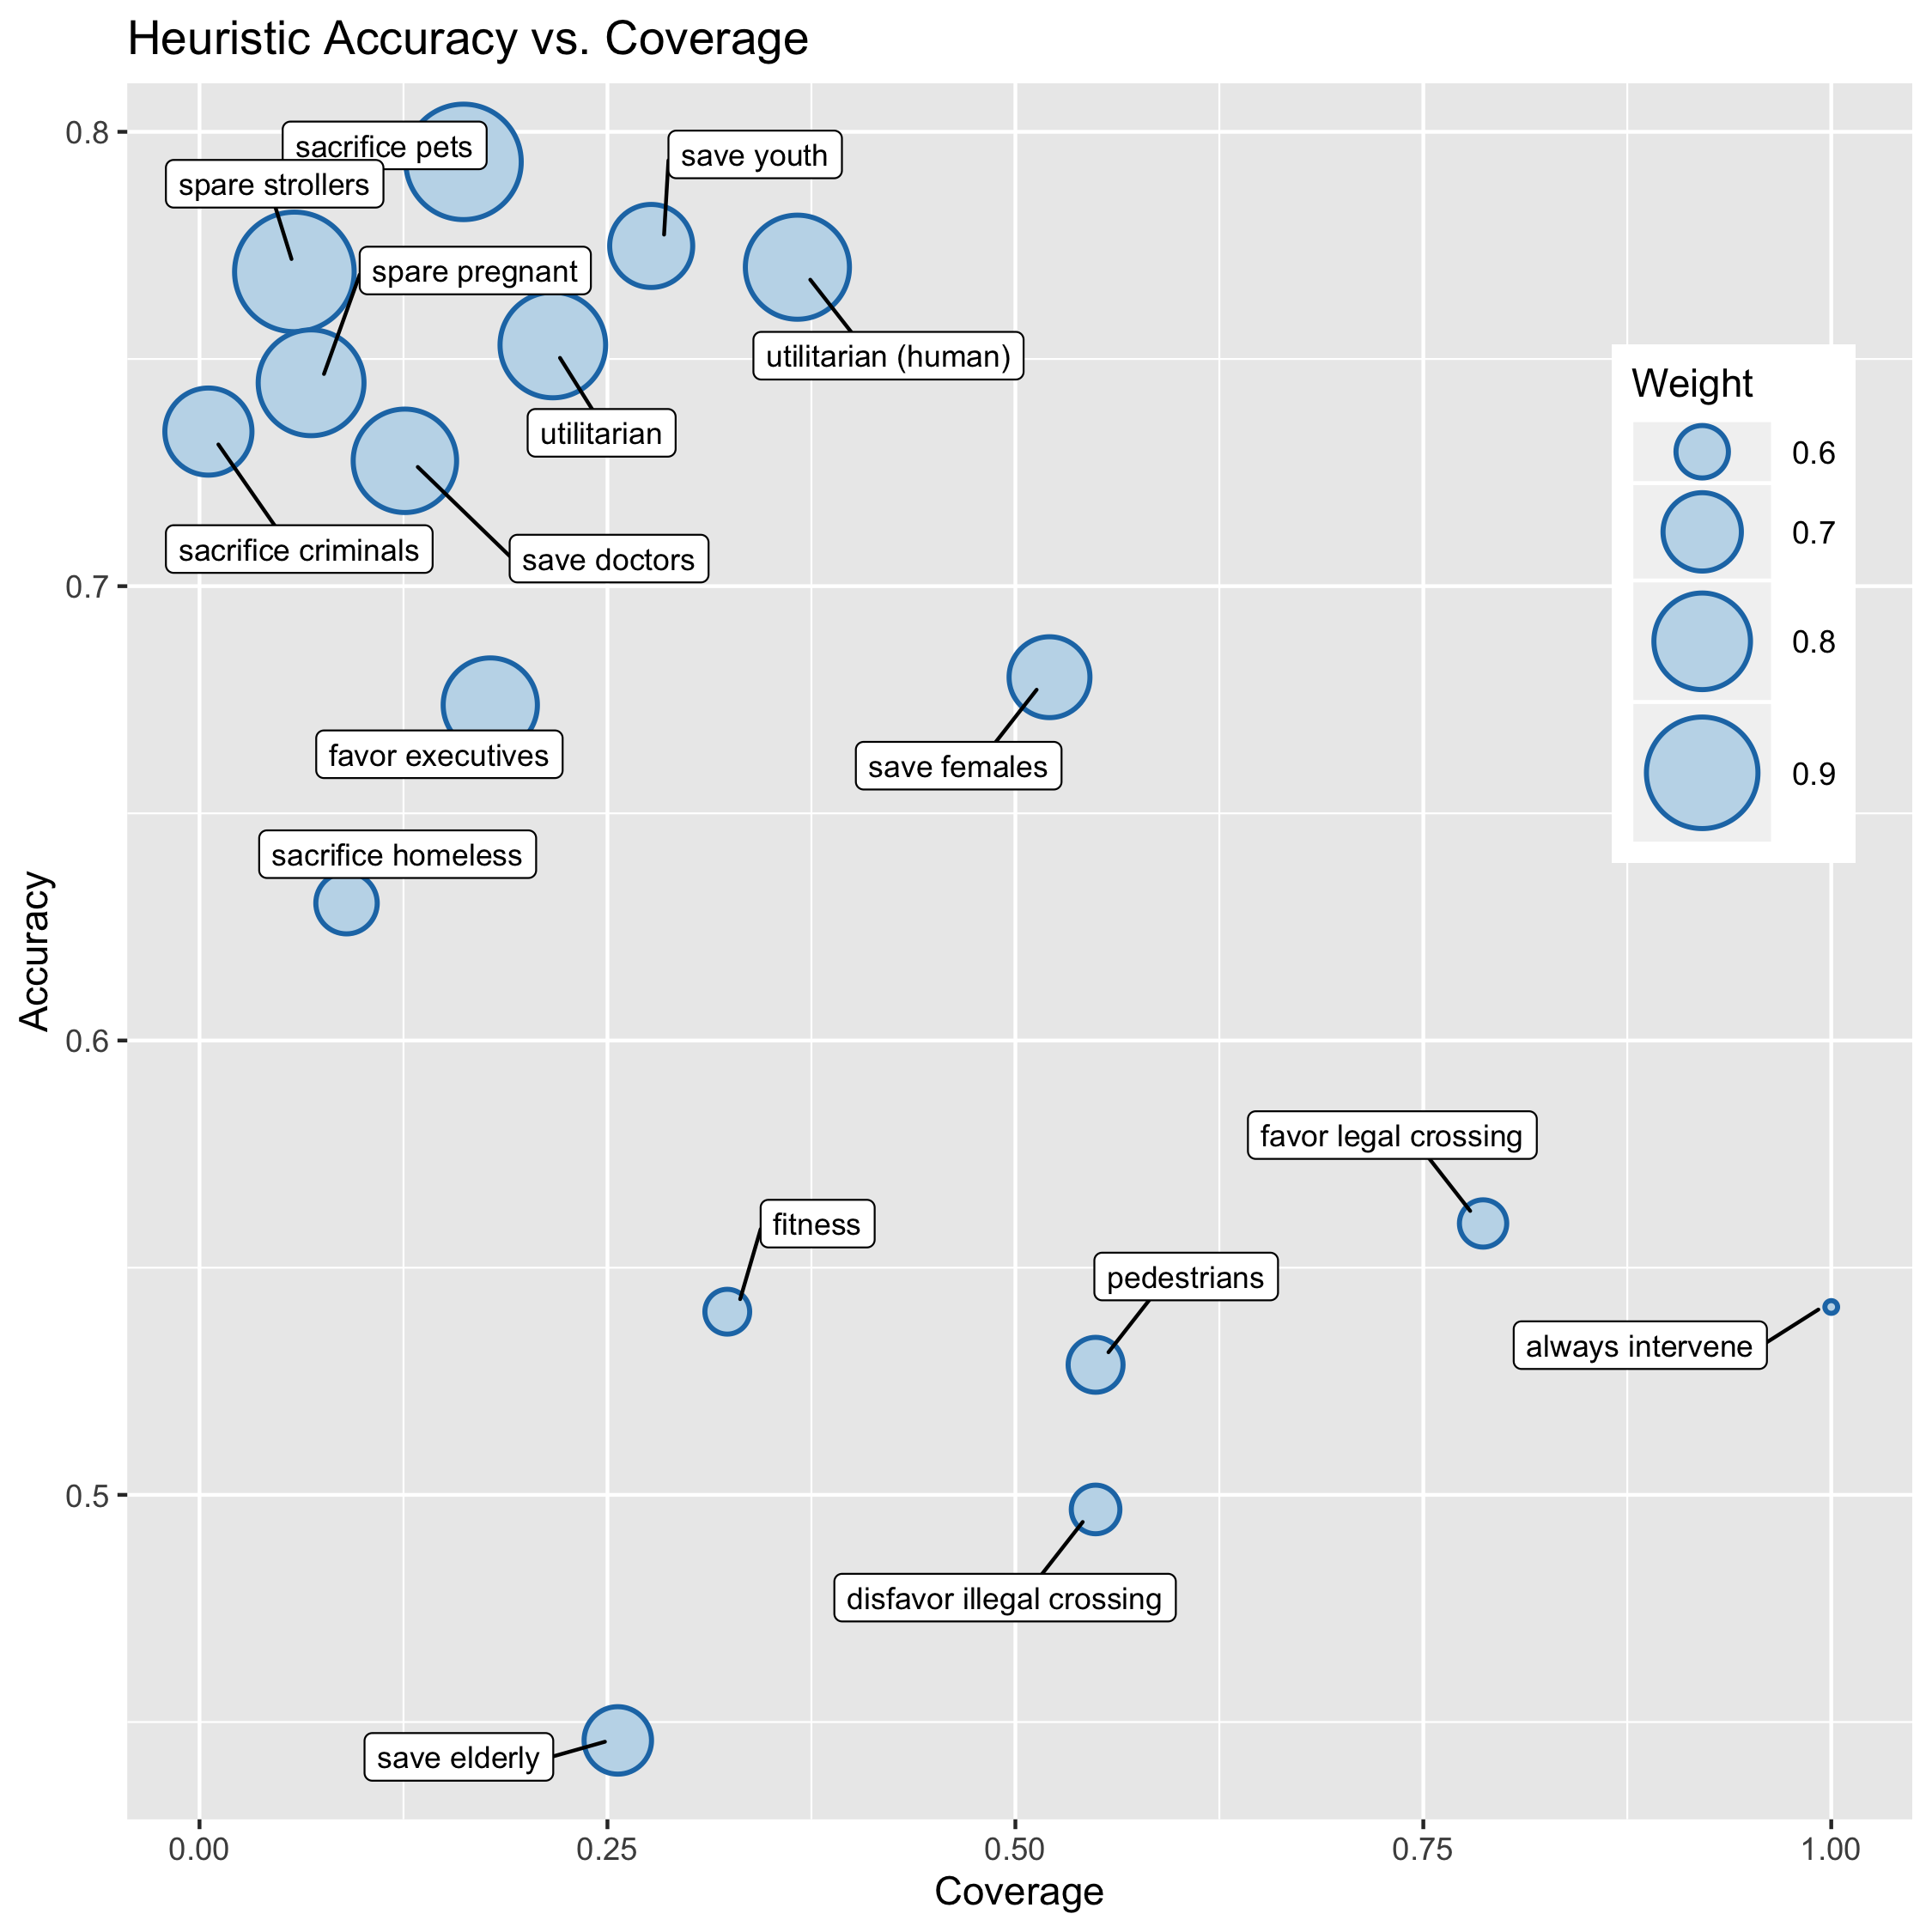 Heuristic Accuracy vs. Coverage
0.8
sacrifice pets
save youth
spare strollers
spare pregnant
utilitarian (human)
Weight
utilitarian
0.6
0.7
sacrifice criminals
save doctors
0.7
0.8
favor executives
save females
0.9
sacrifice homeless
Accuracy
0.6
favor legal crossing
fitness
pedestrians
always intervene
0.5
disfavor illegal crossing
save elderly
0.00
0.25
0.50
0.75
1.00
Coverage